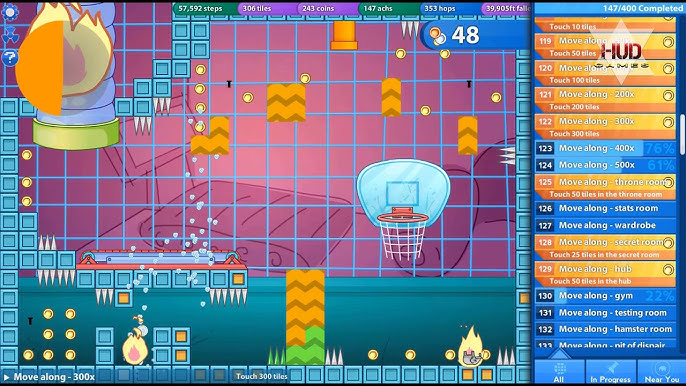 57,592 steps
306 tiles
243 coins
147 achs
353 hops
39,905ft falle
147/400 Completed
48
Touch 10 tiles
119 Move along
Touch 50 tiles
120 Move along
Touch 100 tiles
121 Move along - 200x
Touch 200 tiles
122 Move along - 300x
Touch 300 tiles
123 Move along - 400x 76%
124 Move along - 500x 61%
125 Move along - throne room
Touch 50 tiles in the throne room
126 Move along - stats room
127 Move along - wardrobe
128 Move along - secret room
Touch 25 tiles in the secret room
129 Move along - hub
Touch 50 tiles in the hub
130 Move along - gym 22%
131 Move along - testing room
132 Move along - hamster room
133 Move along - pit of dispair
HUD
GAMES
Move along - 300x
Touch 300 tiles
All
In Progress
Near You